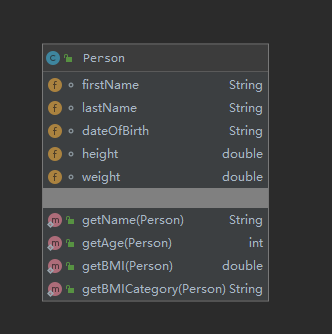 Person
firstName String
lastName String
dateOfBirth String
height double
weight double
getName(Person) String
getAge(Person) int
getBMI(Person) double
getBMICategory(Person) String